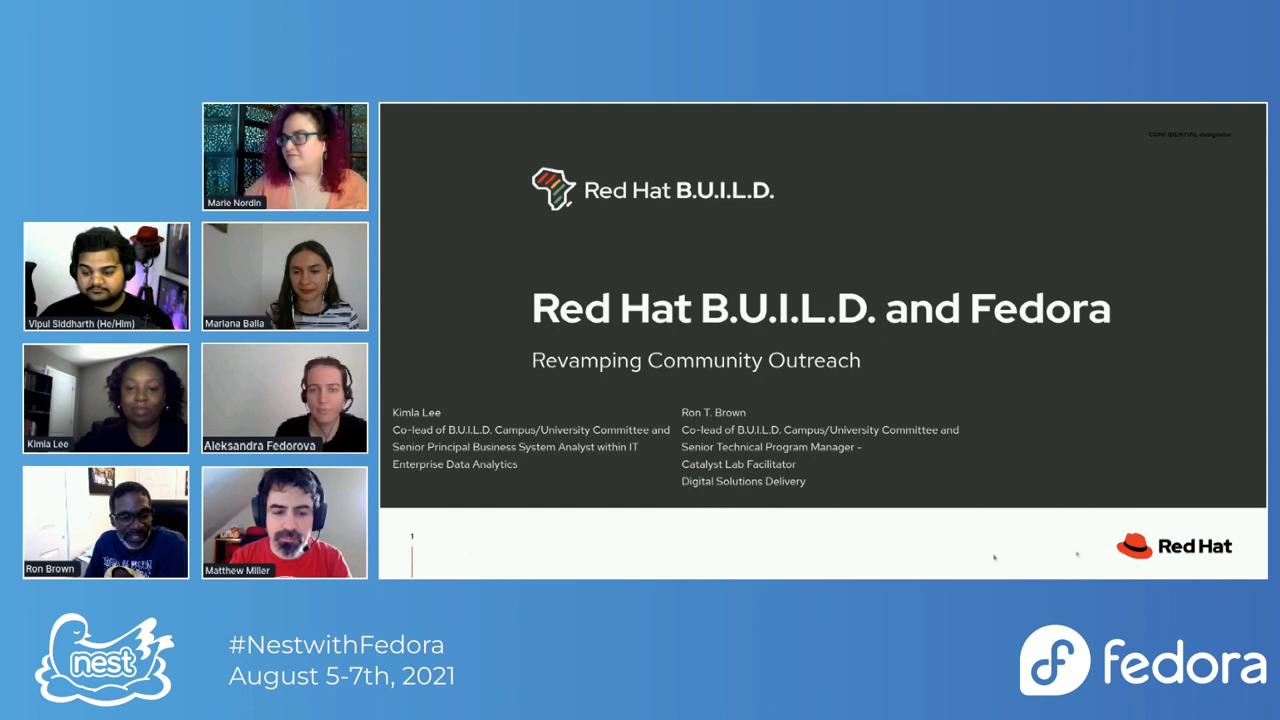 Marie Nordin
Vipul Siddharth (He/Him)
Mariana Balla
Kimla Lee
Aleksandra Fedorova
Ron Brown
Matthew Miller
CONFIDENTIAL designator
Red Hat B.U.I.L.D.
Red Hat B.U.I.L.D. and Fedora
Revamping Community Outreach
Kimla Lee
Co-lead of B.U.I.L.D. Campus/University Committee and
Senior Principal Business System Analyst within IT
Enterprise Data Analytics
Ron T. Brown
Co-lead of B.U.I.L.D. Campus/University Committee and
Senior Technical Program Manager -
Catalyst Lab Facilitator
Digital Solutions Delivery
1
Red Hat
nest
#NestwithFedora
August 5-7th, 2021
fedora